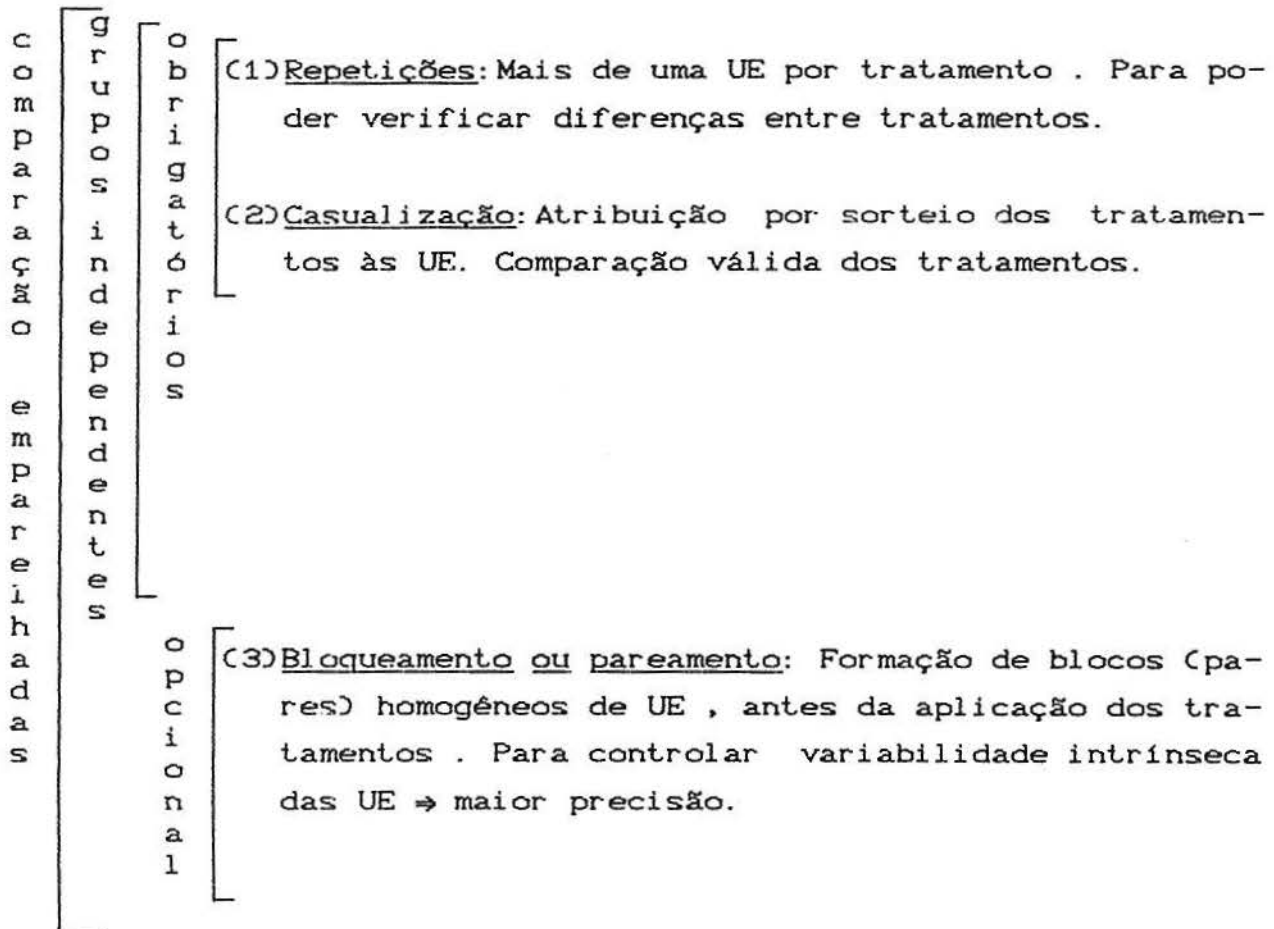 comparação empareihadas
grupos independentes
obrigatórios
(1) Repetições: Mais de uma UE por tratamento . Para po-
der verificar diferenças entre tratamentos.
(2) Casualização: Atribuição por sorteio dos tratamen-
tos às UE. Comparação válida dos tratamentos.
opcional
(3) Bloqueamento ou pareamento: Formação de blocos (pa-
res) homogêneos de UE , antes da aplicação dos tra-
tamentos . Para controlar variabilidade intrínseca
das UE ⇒ maior precisão.